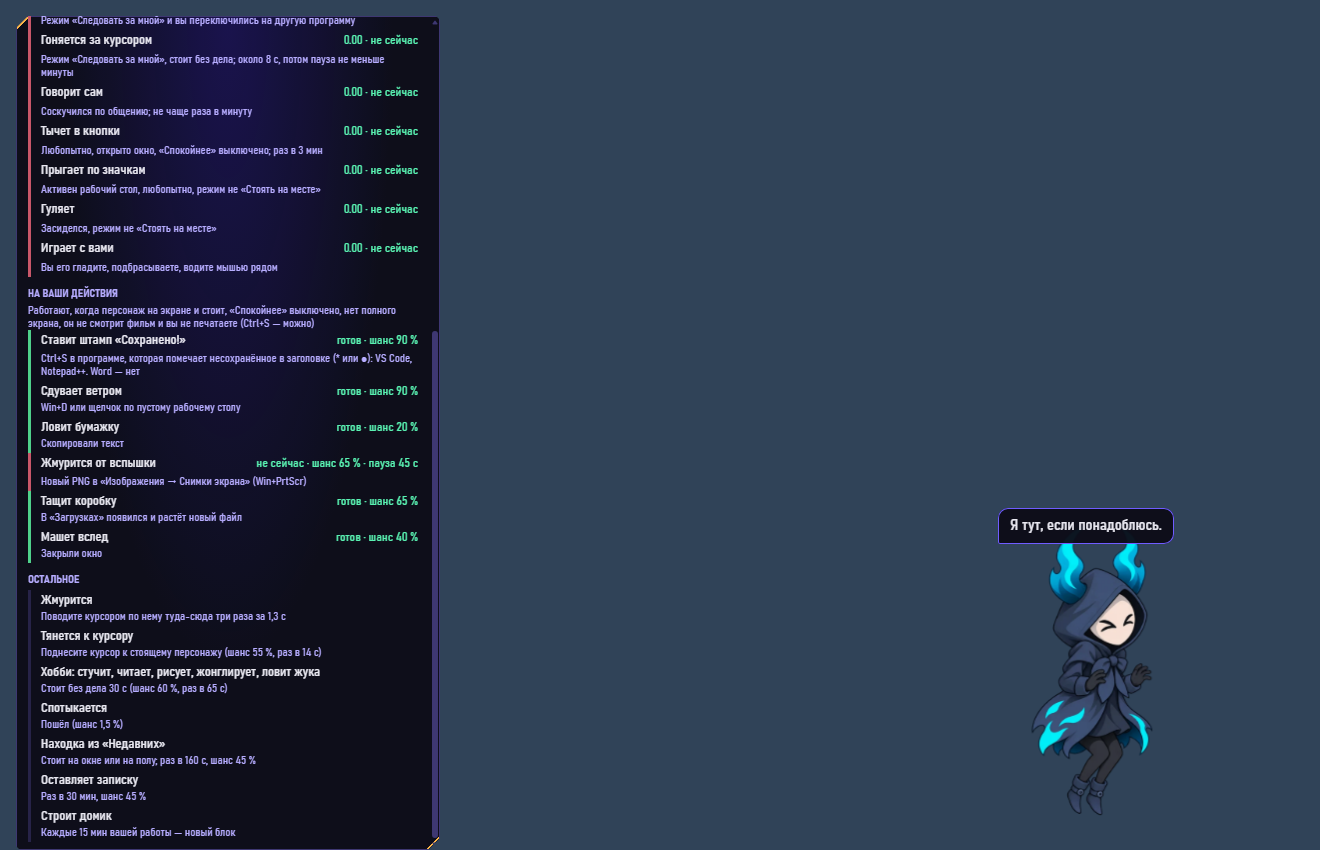 Режим «Следовать за мной» и вы переключились на другую программу
Гоняется за курсором
0.00 · не сейчас
Режим «Следовать за мной», стоит без дела; около 8 с, потом пауза не меньше
минуты
Говорит сам
0.00 · не сейчас
Соскучился по общению; не чаще раза в минуту
Тычет в кнопки
0.00 · не сейчас
Любопытно, открыто окно, «Спокойнее» выключено; раз в 3 мин
Прыгает по значкам
0.00 · не сейчас
Активен рабочий стол, любопытно, режим не «Стоять на месте»
Гуляет
0.00 · не сейчас
Засиделся, режим не «Стоять на месте»
Играет с вами
0.00 · не сейчас
Вы его гладите, подбрасываете, водите мышью рядом
НА ВАШИ ДЕЙСТВИЯ
Работают, когда персонаж на экране и стоит, «Спокойнее» выключено, нет полного
экрана, он не смотрит фильм и вы не печатаете (Ctrl+S — можно)
Ставит штамп «Сохранено!»
готов · шанс 90 %
Ctrl+S в программе, которая помечает несохранённое в заголовке (* или ●): VS Code,
Notepad++. Word — нет
Сдувает ветром
готов · шанс 90 %
Win+D или щелчок по пустому рабочему столу
Ловит бумажку
готов · шанс 20 %
Скопировали текст
Жмурится от вспышки
не сейчас · шанс 65 % · пауза 45 с
Новый PNG в «Изображения → Снимки экрана» (Win+PrtScr)
Тащит коробку
готов · шанс 65 %
В «Загрузках» появился и растёт новый файл
Машет вслед
готов · шанс 40 %
Закрыли окно
ОСТАЛЬНОЕ
Жмурится
Поводите курсором по нему туда-сюда три раза за 1,3 с
Тянется к курсору
Поднесите курсор к стоящему персонажу (шанс 55 %, раз в 14 с)
Хобби: стучит, читает, рисует, жонглирует, ловит жука
Стоит без дела 30 с (шанс 60 %, раз в 65 с)
Спотыкается
Пошёл (шанс 1,5 %)
Находка из «Недавних»
Стоит на окне или на полу; раз в 160 с, шанс 45 %
Оставляет записку
Раз в 30 мин, шанс 45 %
Строит домик
Каждые 15 мин вашей работы — новый блок
Я тут, если понадоблюсь.